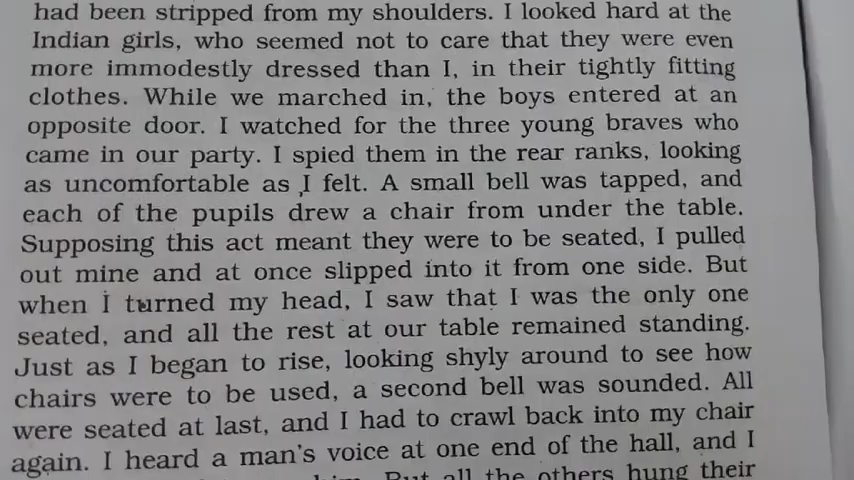 had been stripped from my shoulders. I looked hard at the
Indian girls, who seemed not to care that they were even
more immodestly dressed than I, in their tightly fitting
clothes. While we marched in, the boys entered at an
opposite door. I watched for the three young braves who
came in our party. I spied them in the rear ranks, looking
as uncomfortable as I felt. A small bell was tapped, and
each of the pupils drew a chair from under the table.
Supposing this act meant they were to be seated, I pulled
out mine and at once slipped into it from one side. But
when I turned my head, I saw that I was the only one
seated, and all the rest at our table remained standing.
Just as I began to rise, looking shyly around to see how
chairs were to be used, a second bell was sounded. All
were seated at last, and I had to crawl back into my chair
again. I heard a man's voice at one end of the hall, and I
him. But all the others hung their